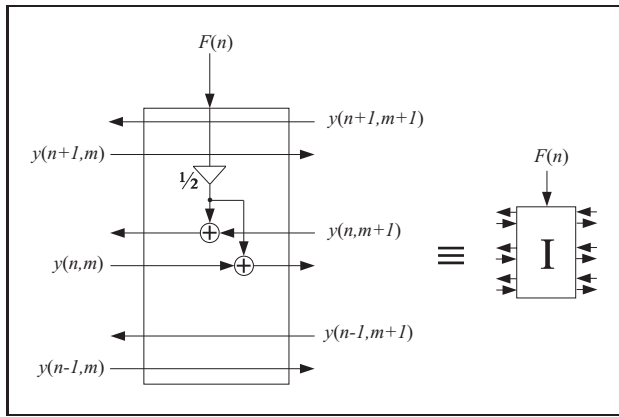 F(n)
y(n+1,m+1)
y(n+1,m)
F(n)
1/2
y(n,m+1)
+
≡
I
y(n,m)
+
y(n-1,m+1)
y(n-1,m)